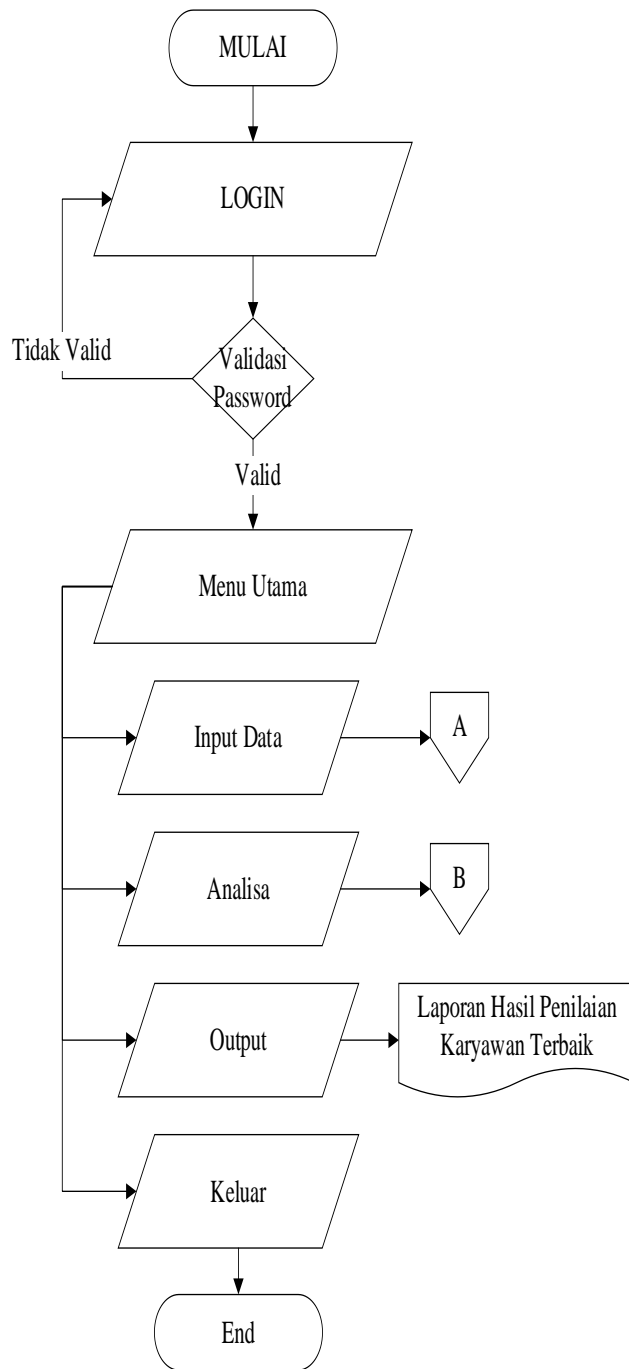 MULAI
LOGIN
Tidak Valid
Validasi
Password
Valid
Menu Utama
Input Data
A
Analisa
B
Output
Laporan Hasil Penilaian
Karyawan Terbaik
Keluar
End